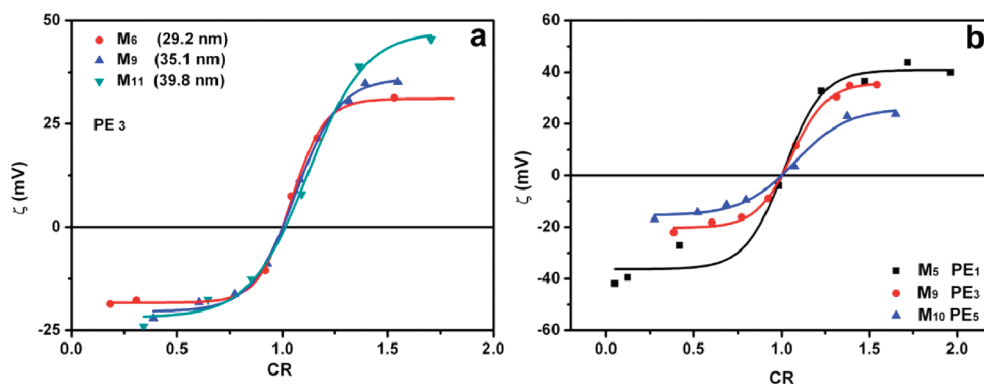 a
M6 (29.2 nm)
M9 (35.1 nm)
M11 (39.8 nm)
PE 3
ζ (mV)
50
25
0
-25
0.0 0.5 1.0 1.5 2.0
CR
b
ζ (mV)
60
40
20
0
-20
-40
-60
M5 PE1
M9 PE3
M10 PE5
0.0 0.5 1.0 1.5 2.0
CR